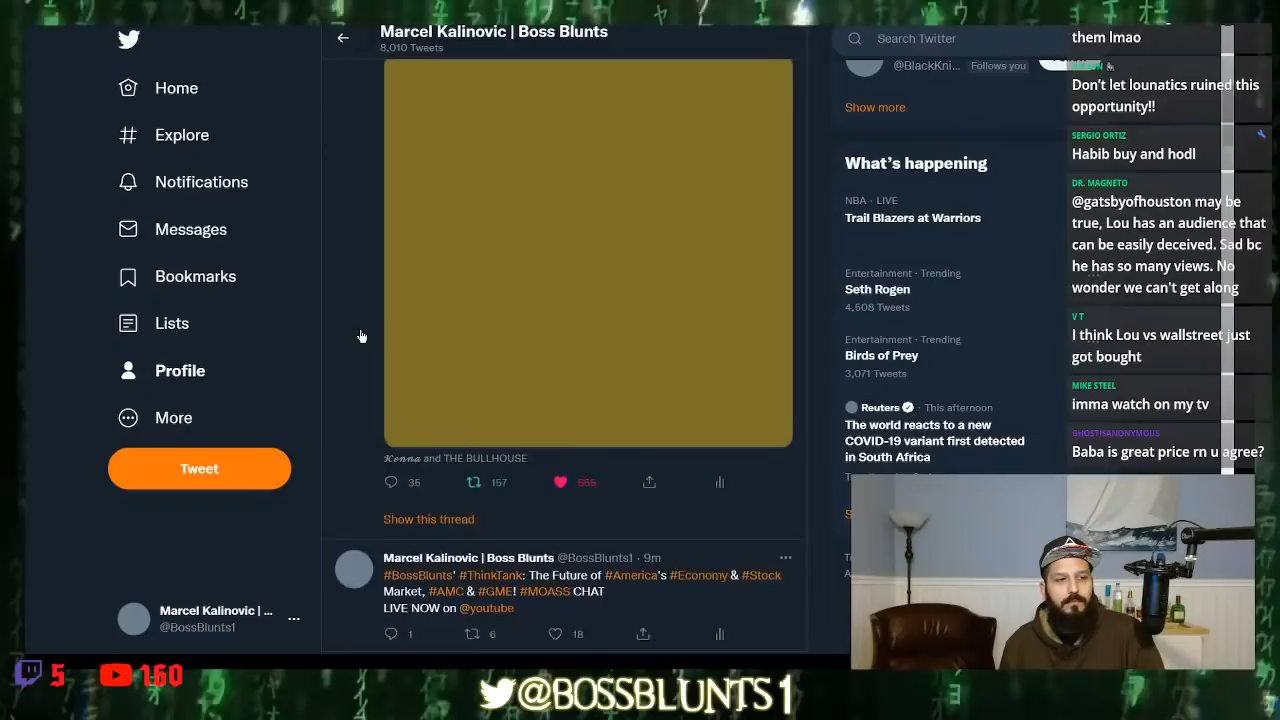 Marcel Kalinovic | Boss Blunts
8,010 Tweets
Home
Explore
Notifications
Messages
Bookmarks
Lists
Profile
More
Tweet
Marcel Kalinovic | ...
@BossBlunts1
and THE BULLHOUSE
35
157
555
Show this thread
Marcel Kalinovic | Boss Blunts @BossBlunts1 · 9m
#BossBlunts' #ThinkTank: The Future of #America's #Economy & #Stock
Market, #AMC & #GME! #MOASS CHAT
LIVE NOW on @youtube
1
6
18
Search Twitter
@BlackKni... Follows you
Show more
What's happening
NBA · LIVE
Trail Blazers at Warriors
Entertainment · Trending
Seth Rogen
4,508 Tweets
Entertainment · Trending
Birds of Prey
3,071 Tweets
Reuters · This afternoon
The world reacts to a new
COVID-19 variant first detected
in South Africa
them lmao
Don't let lounatics ruined this
opportunity!!
SERGIO ORTIZ
Habib buy and hodl
DR. MAGNETO
@gatsbyofhouston may be
true, Lou has an audience that
can be easily deceived. Sad bc
he has so many views. No
wonder we can't get along
V T
I think Lou vs wallstreet just
got bought
MIKE STEEL
imma watch on my tv
GHOSTISANONYMOUS
Baba is great price rn u agree?
5
160
@BOSSBLUNTS1